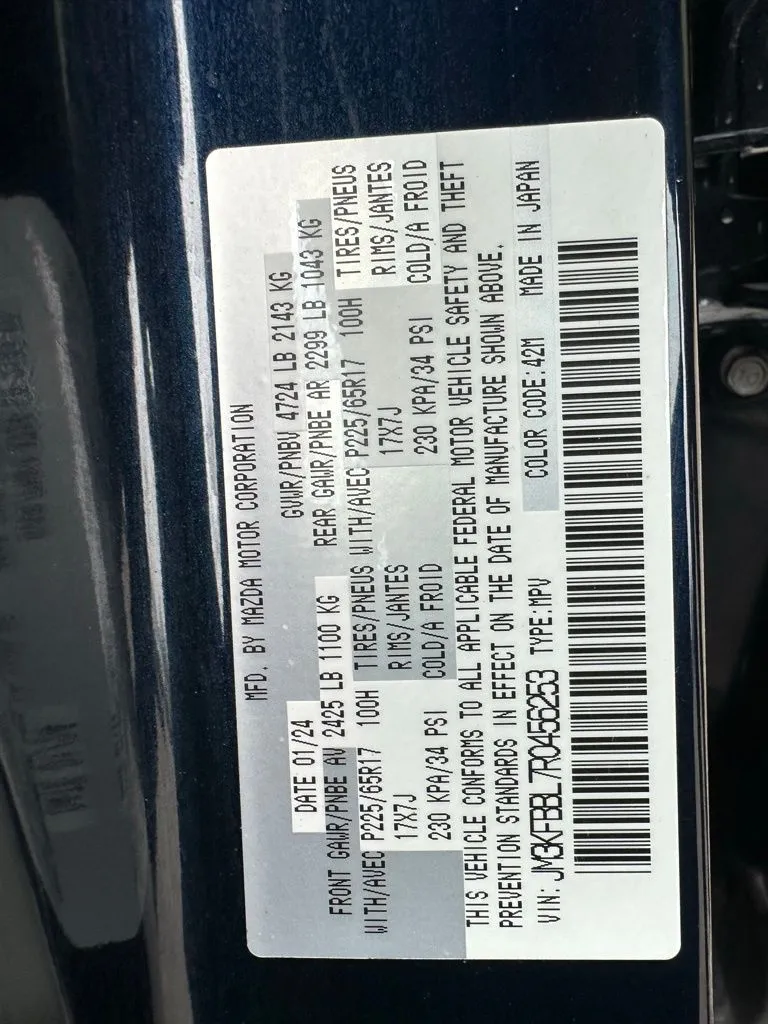 MFD. BY MAZDA MOTOR CORPORATION
DATE 01/24 GVWR/PNBV 4724 LB 2143 KG
FRONT GAWR/PNBE AV 2425 LB 1100 KG REAR GAWR/PNBE AR 2299 LB 1043 KG
WITH/AVEC P225/65R17 100H TIRES/PNEUS WITH/AVEC P225/65R17 100H TIRES/PNEUS
17X7J RIMS/JANTES 17X7J RIMS/JANTES
230 KPA/34 PSI COLD/A FROID 230 KPA/34 PSI COLD/A FROID
THIS VEHICLE CONFORMS TO ALL APPLICABLE FEDERAL MOTOR VEHICLE SAFETY AND THEFT
PREVENTION STANDARDS IN EFFECT ON THE DATE OF MANUFACTURE SHOWN ABOVE.
VIN: JM3KFBBL7R0456253 TYPE:MPV COLOR CODE:42M MADE IN JAPAN